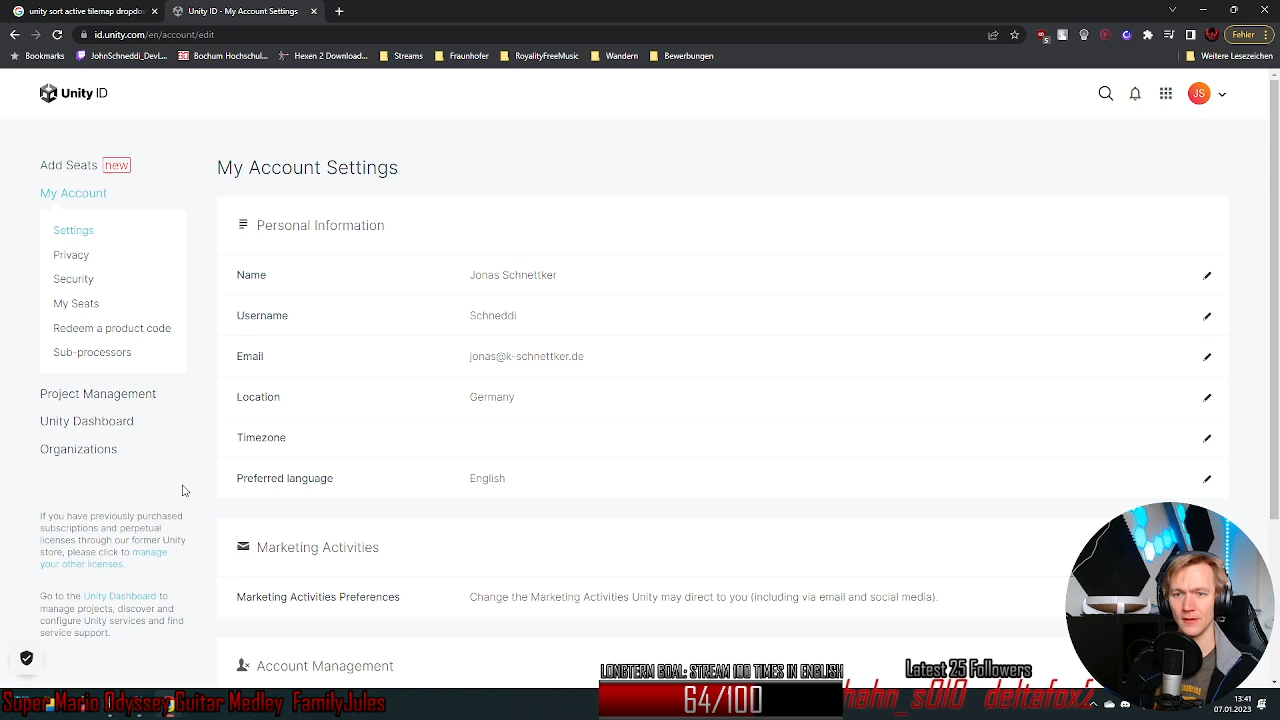 unity sort active tilemaps dropdo
Unity ID - My Account Settings
id.unity.com/en/account/edit
Fehler
Bookmarks
JohnSchneddi_DevL...
Bochum Hochschul...
Hexen 2 Download...
Streams
Fraunhofer
RoyalityFreeMusic
Wandern
Bewerbungen
Weitere Lesezeichen
Unity ID
JS
Add Seats new
My Account
Settings
Privacy
Security
My Seats
Redeem a product code
Sub-processors
Project Management
Unity Dashboard
Organizations
If you have previously purchased
subscriptions and perpetual
licenses through our former Unity
store, please click to manage
your other licenses.
Go to the Unity Dashboard to
manage projects, discover and
configure Unity services and find
service support.
My Account Settings
Personal Information
Name Jonas Schnettker
Username Schneddi
Email jonas@k-schnettker.de
Location Germany
Timezone
Preferred language English
Marketing Activities
Marketing Activities Preferences Change the Marketing Activities Unity may direct to you (including via email and social media).
Account Management
LONGTERM GOAL: STREAM 100 TIMES IN ENGLISH
64/100
Latest 25 Followers
hahn_s010 deltafox2
Super Mario Odyssey Guitar Medley FamilyJules
13:41
07.01.2023